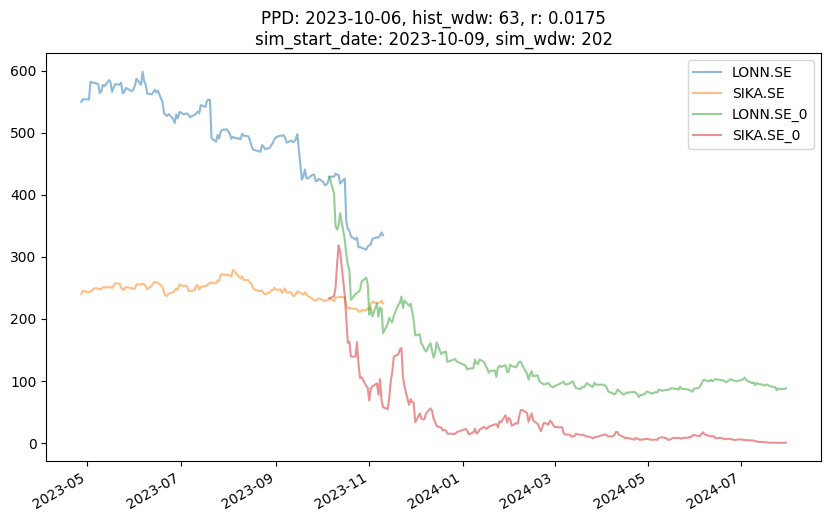 PPD: 2023-10-06, hist_wdw: 63, r: 0.0175
sim_start_date: 2023-10-09, sim_wdw: 202
LONN.SE
SIKA.SE
LONN.SE_0
SIKA.SE_0
600
500
400
300
200
100
0
2023-05
2023-07
2023-09
2023-11
2024-01
2024-03
2024-05
2024-07